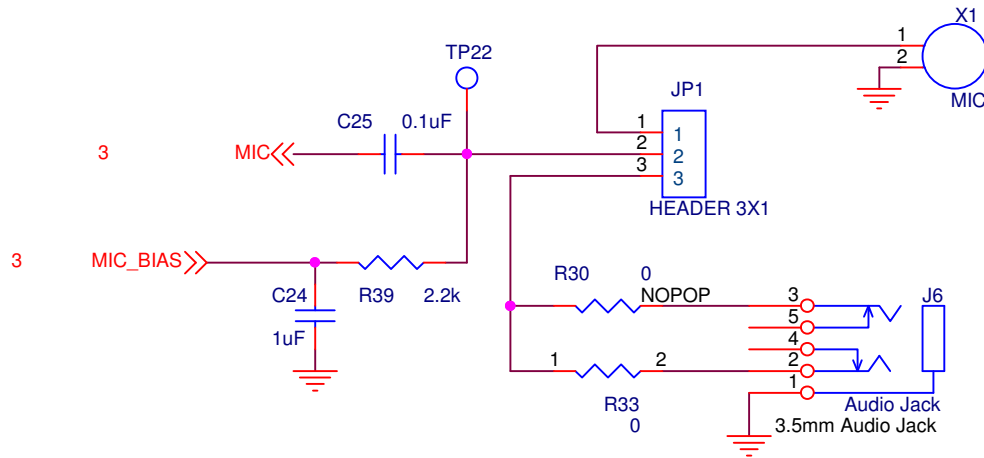 X1
1
2
MIC
TP22
JP1
C25 0.1uF
1 1
2 2
3 3
HEADER 3X1
3 MIC
3 MIC_BIAS
C24
1uF
R39 2.2k
R30 0
NOPOP
3
5
4
2
1
J6
1 2
R33
0
Audio Jack
3.5mm Audio Jack